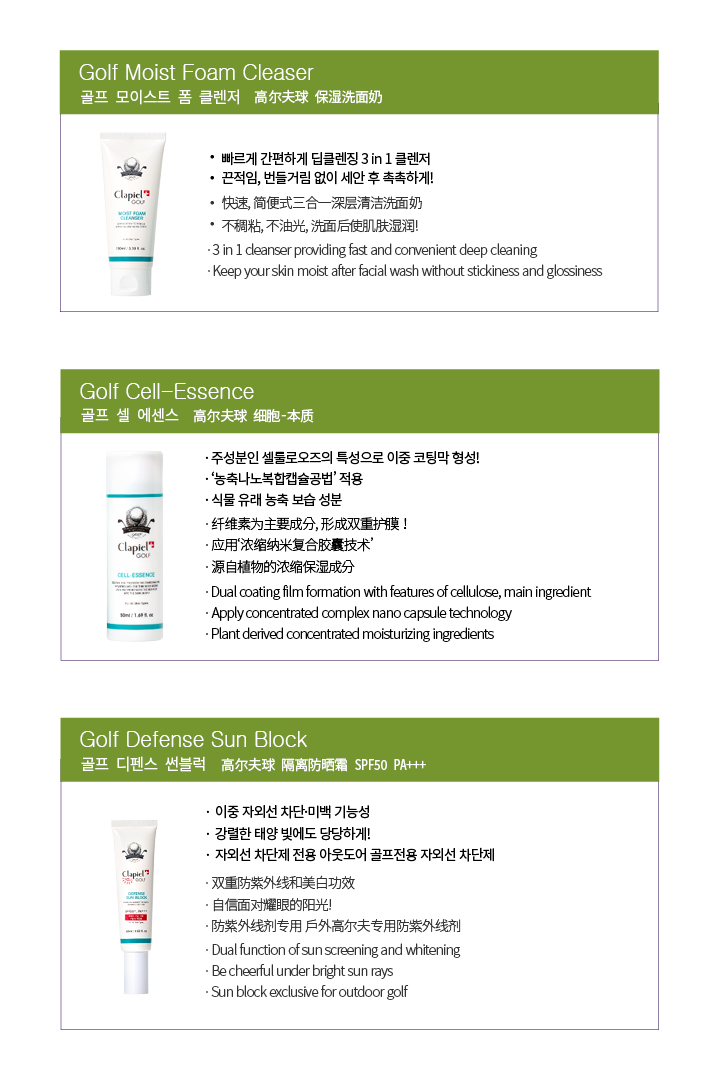 Golf Moist Foam Cleaser
골프 모이스트 폼 클렌저 高尔夫球 保湿洗面奶
Clapiel
GOLF
MOIST FOAM
CLEANSER
• 빠르게 간편하게 딥클렌징 3 in 1 클렌저
• 끈적임, 번들거림 없이 세안 후 촉촉하게!
• 快速, 简便式三合一深层清洁洗面奶
• 不稠粘, 不油光, 洗面后使肌肤湿润!
· 3 in 1 cleanser providing fast and convenient deep cleaning
· Keep your skin moist after facial wash without stickiness and glossiness
Golf Cell-Essence
골프 셀 에센스 高尔夫球 细胞-本质
Clapiel
GOLF
CELL-ESSENCE
50ml / 1.69 fl. oz
· 주성분인 셀룰로오즈의 특성으로 이중 코팅막 형성!
· ‘농축나노복합캡슐공법’ 적용
· 식물 유래 농축 보습 성분
· 纤维素为主要成分, 形成双重护膜！
· 应用‘浓缩纳米复合胶囊技术’
· 源自植物的浓缩保湿成分
· Dual coating film formation with features of cellulose, main ingredient
· Apply concentrated complex nano capsule technology
· Plant derived concentrated moisturizing ingredients
Golf Defense Sun Block
골프 디펜스 썬블럭 高尔夫球 隔离防晒霜 SPF50 PA+++
Clapiel
GOLF
DEFENSE
SUN BLOCK
· 이중 자외선 차단·미백 기능성
· 강렬한 태양 빛에도 당당하게!
· 자외선 차단제 전용 아웃도어 골프전용 자외선 차단제
· 双重防紫外线和美白功效
· 自信面对耀眼的阳光!
· 防紫外线剂专用 戶外高尔夫专用防紫外线剂
· Dual function of sun screening and whitening
· Be cheerful under bright sun rays
· Sun block exclusive for outdoor golf